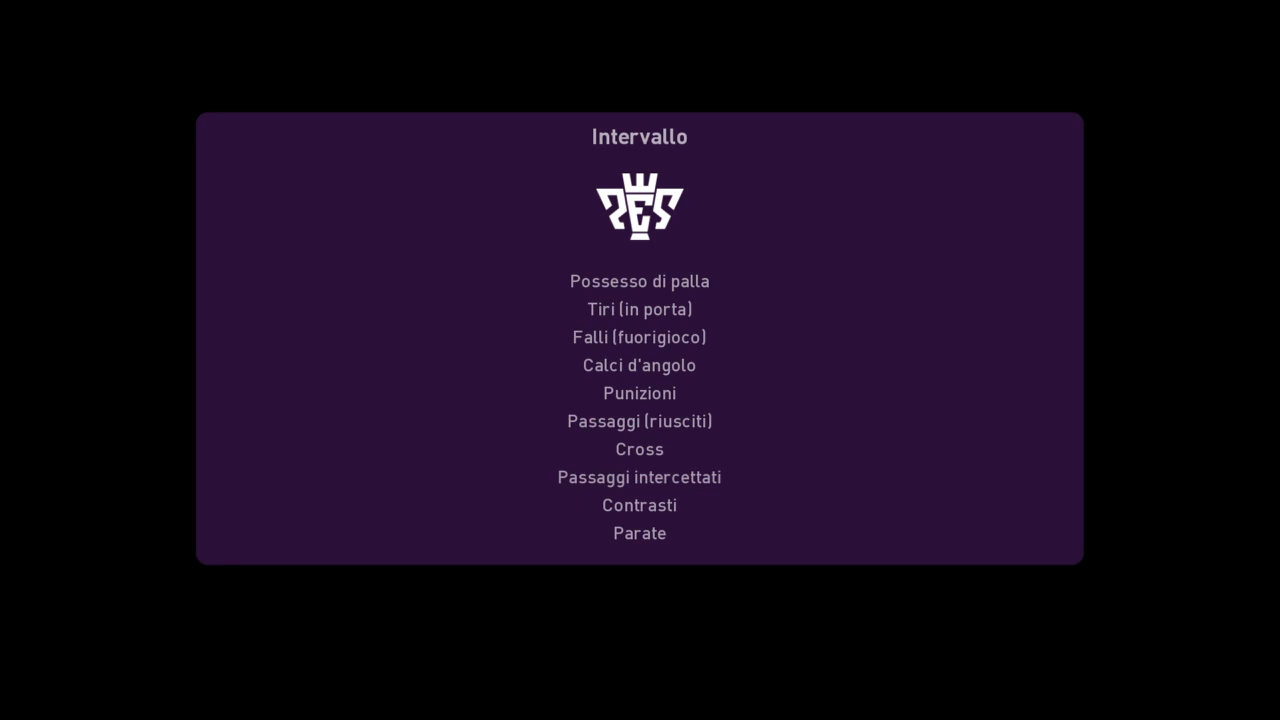 Intervallo
PES
Possesso di palla
Tiri (in porta)
Falli (fuorigioco)
Calci d'angolo
Punizioni
Passaggi (riusciti)
Cross
Passaggi intercettati
Contrasti
Parate